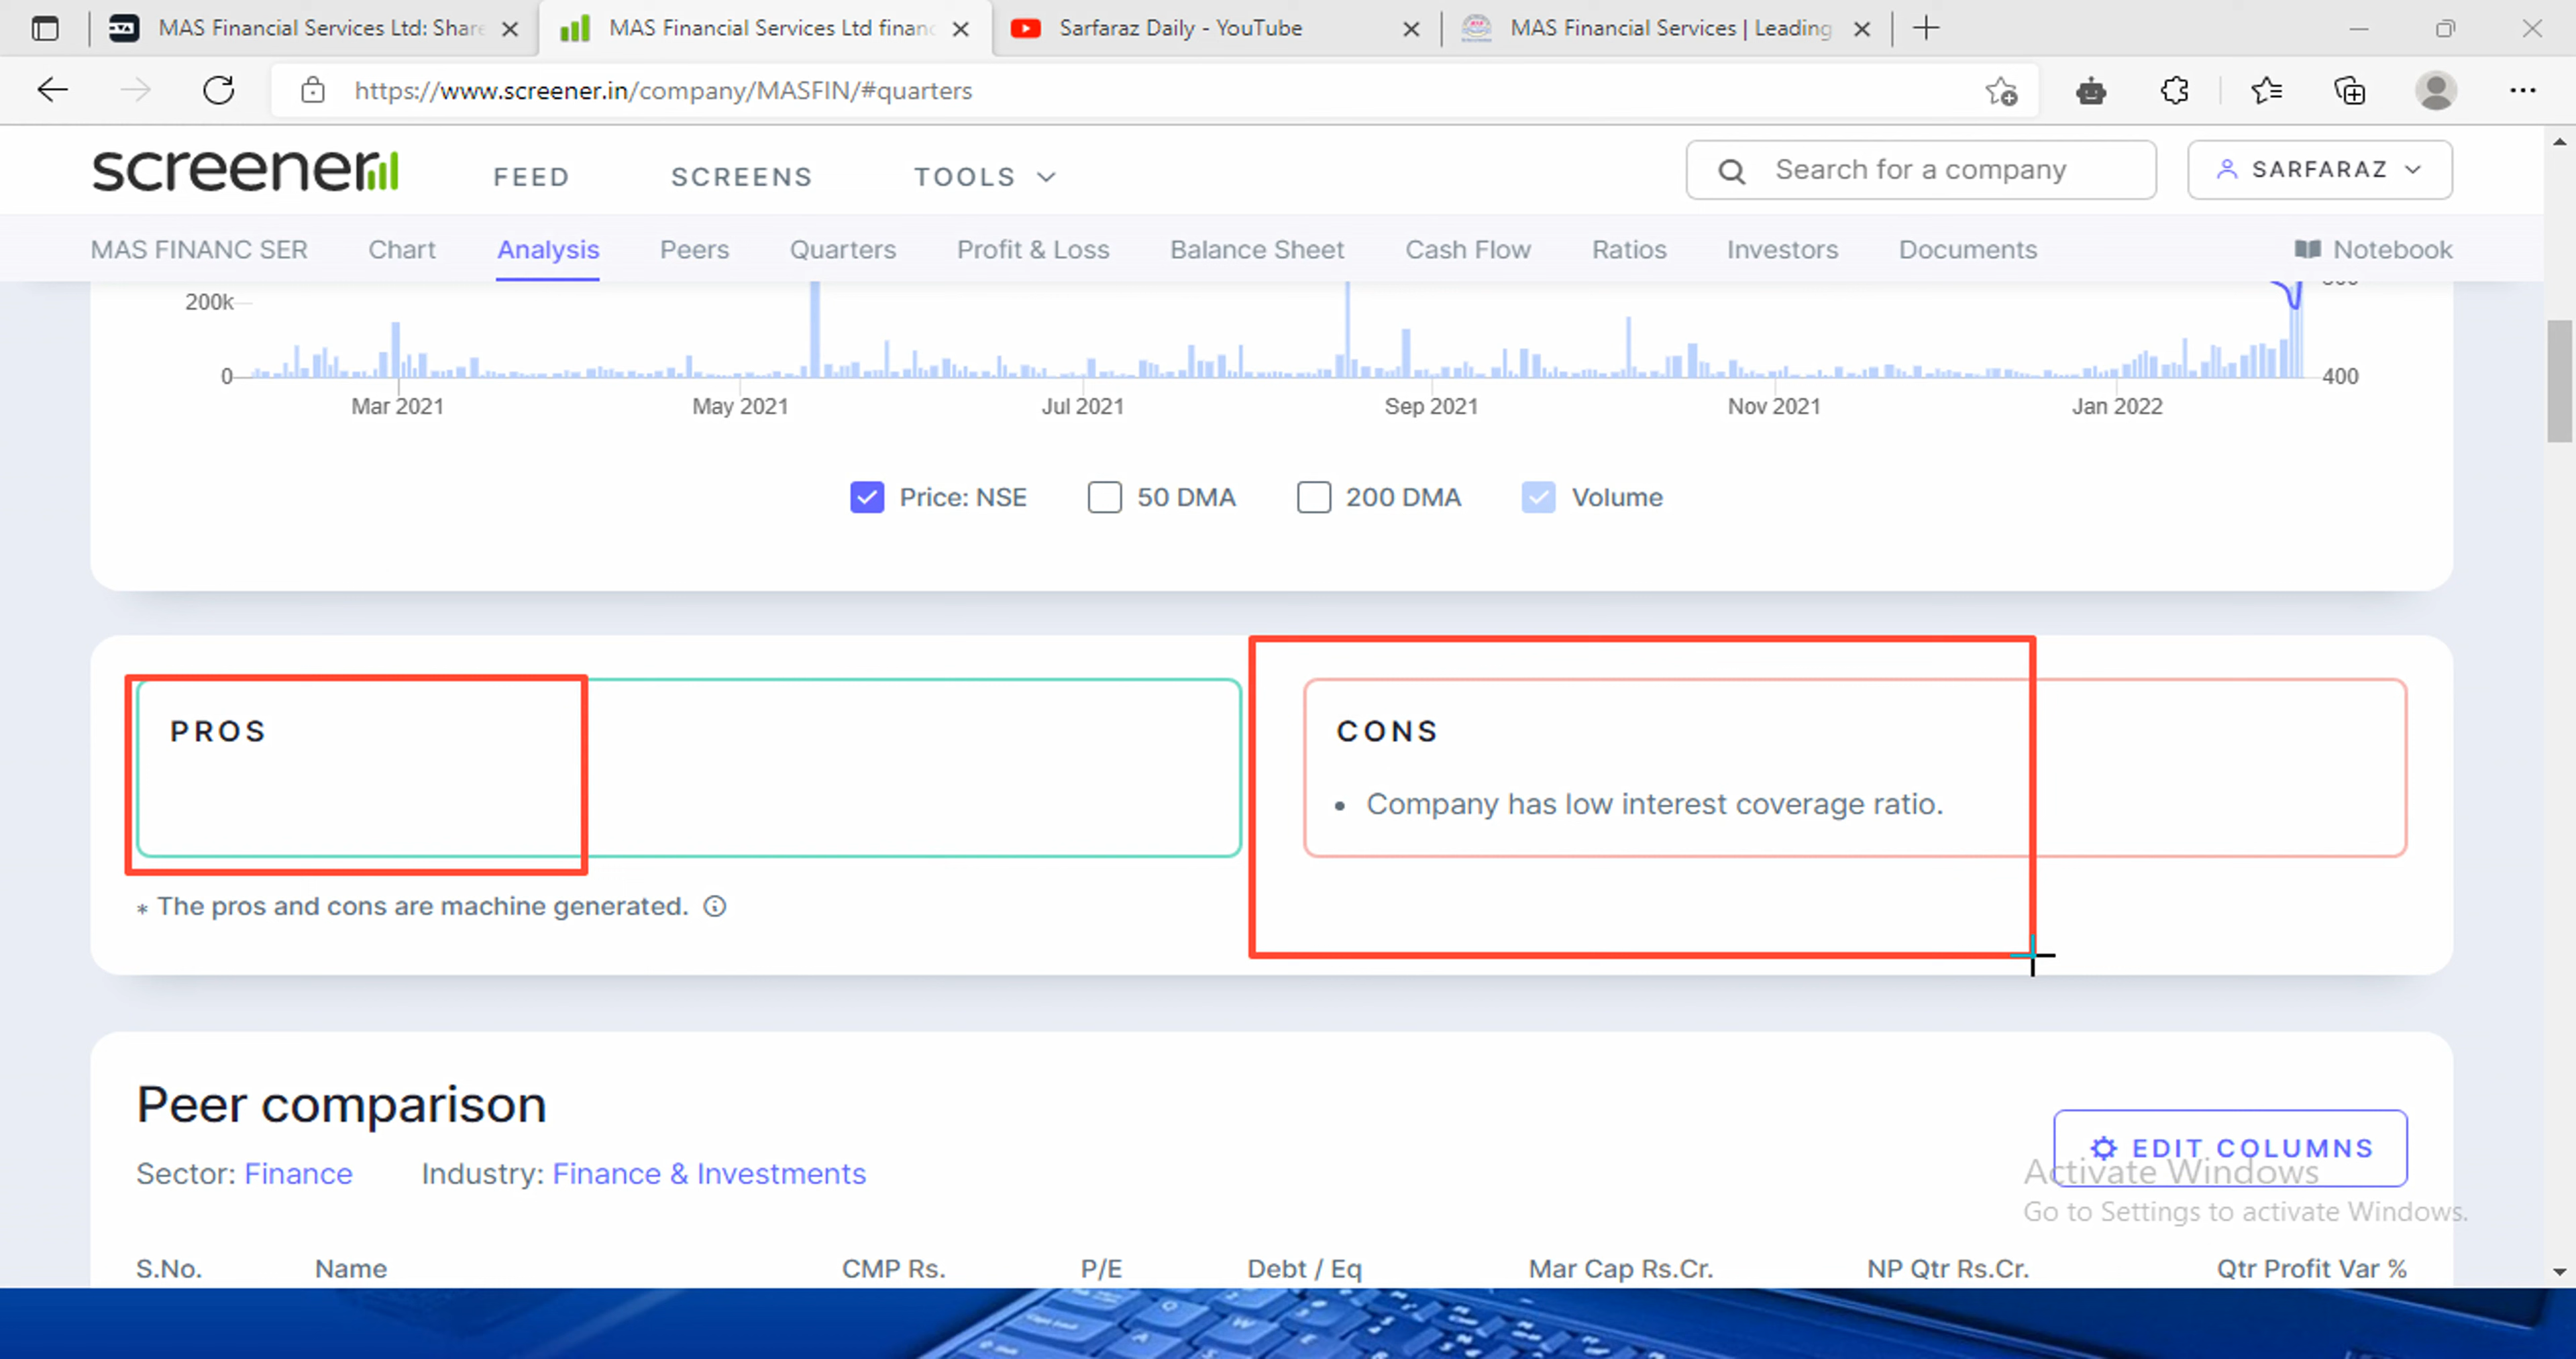 MAS Financial Services Ltd: Share
MAS Financial Services Ltd financ
Sarfaraz Daily - YouTube
MAS Financial Services | Leading
https://www.screener.in/company/MASFIN/#quarters
screener
FEED
SCREENS
TOOLS
Search for a company
SARFARAZ
MAS FINANC SER
Chart
Analysis
Peers
Quarters
Profit & Loss
Balance Sheet
Cash Flow
Ratios
Investors
Documents
Notebook
200k
0
400
Mar 2021
May 2021
Jul 2021
Sep 2021
Nov 2021
Jan 2022
Price: NSE
50 DMA
200 DMA
Volume
PROS
CONS
• Company has low interest coverage ratio.
* The pros and cons are machine generated.
Peer comparison
EDIT COLUMNS
Sector: Finance
Industry: Finance & Investments
Activate Windows
Go to Settings to activate Windows.
S.No.
Name
CMP Rs.
P/E
Debt / Eq
Mar Cap Rs.Cr.
NP Qtr Rs.Cr.
Qtr Profit Var %